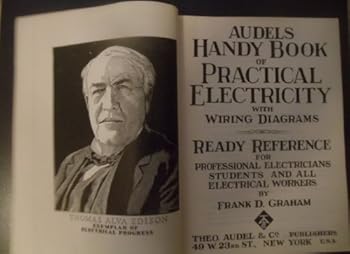 THOMAS ALVA EDISON
EXEMPLAR OF
ELECTRICAL PROGRESS
AUDELS
HANDY BOOK
OF
PRACTICAL
ELECTRICITY
WITH
WIRING DIAGRAMS
READY REFERENCE
FOR
PROFESSIONAL ELECTRICIANS
STUDENTS AND ALL
ELECTRICAL WORKERS
BY
FRANK D. GRAHAM
THEO. AUDEL & CO. PUBLISHERS
49 W. 23RD ST., NEW YORK U.S.A.